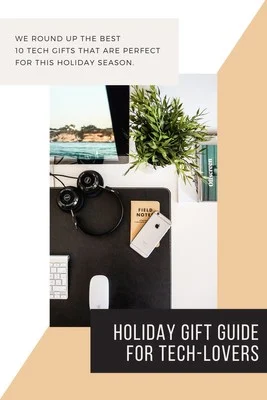 WE ROUND UP THE BEST
10 TECH GIFTS THAT ARE PERFECT
FOR THIS HOLIDAY SEASON.
FIELD NOTES
HOLIDAY GIFT GUIDE
FOR TECH-LOVERS